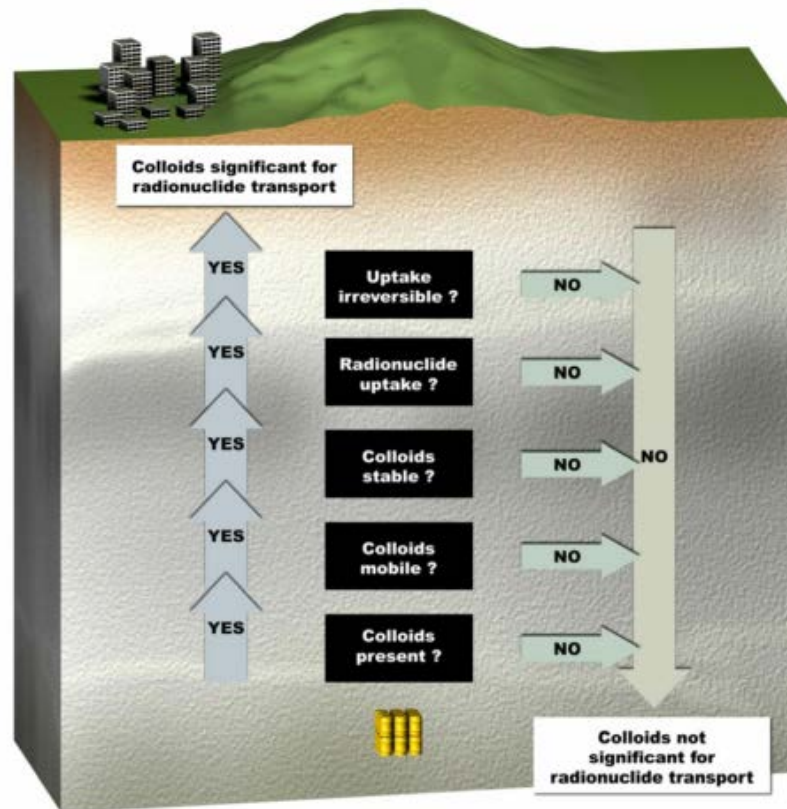 Colloids significant for
radionuclide transport
YES
Uptake
irreversible ?
NO
YES
Radionuclide
uptake ?
NO
YES
Colloids
stable ?
NO
NO
YES
Colloids
mobile ?
NO
YES
Colloids
present ?
NO
Colloids not
significant for
radionuclide transport